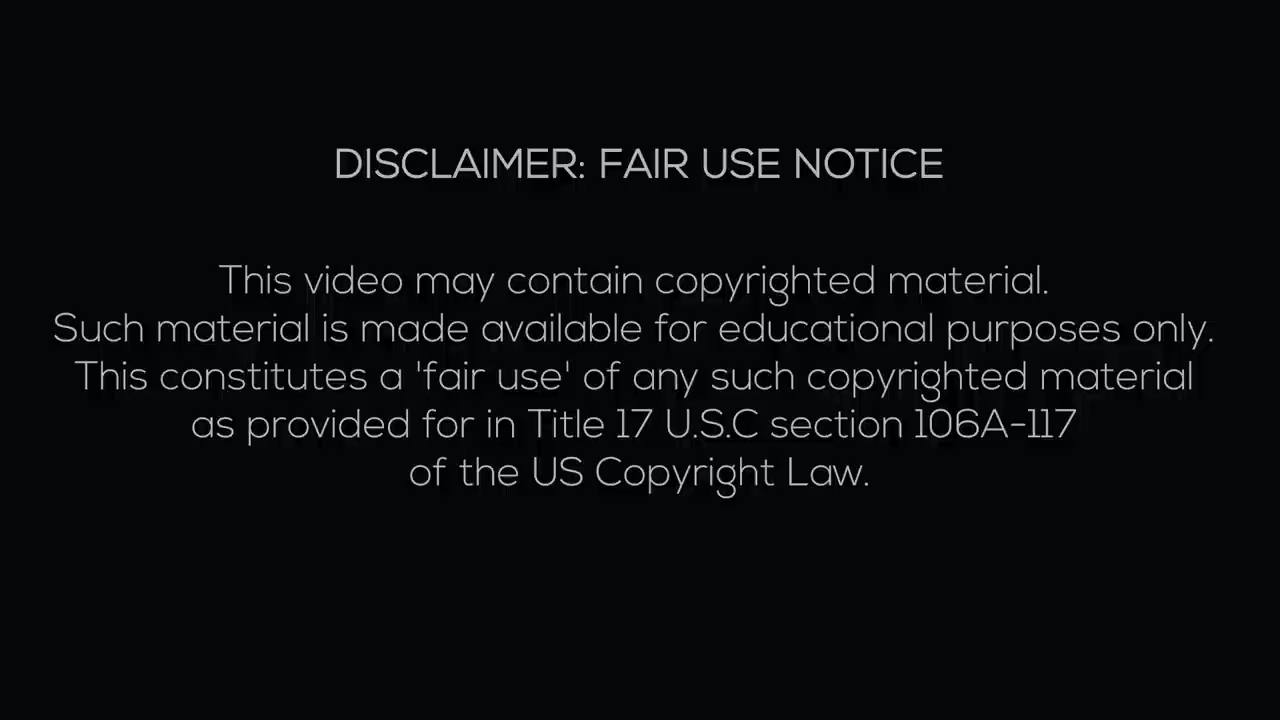 DISCLAIMER: FAIR USE NOTICE
This video may contain copyrighted material.
Such material is made available for educational purposes only.
This constitutes a 'fair use' of any such copyrighted material
as provided for in Title 17 U.S.C section 106A-117
of the US Copyright Law.